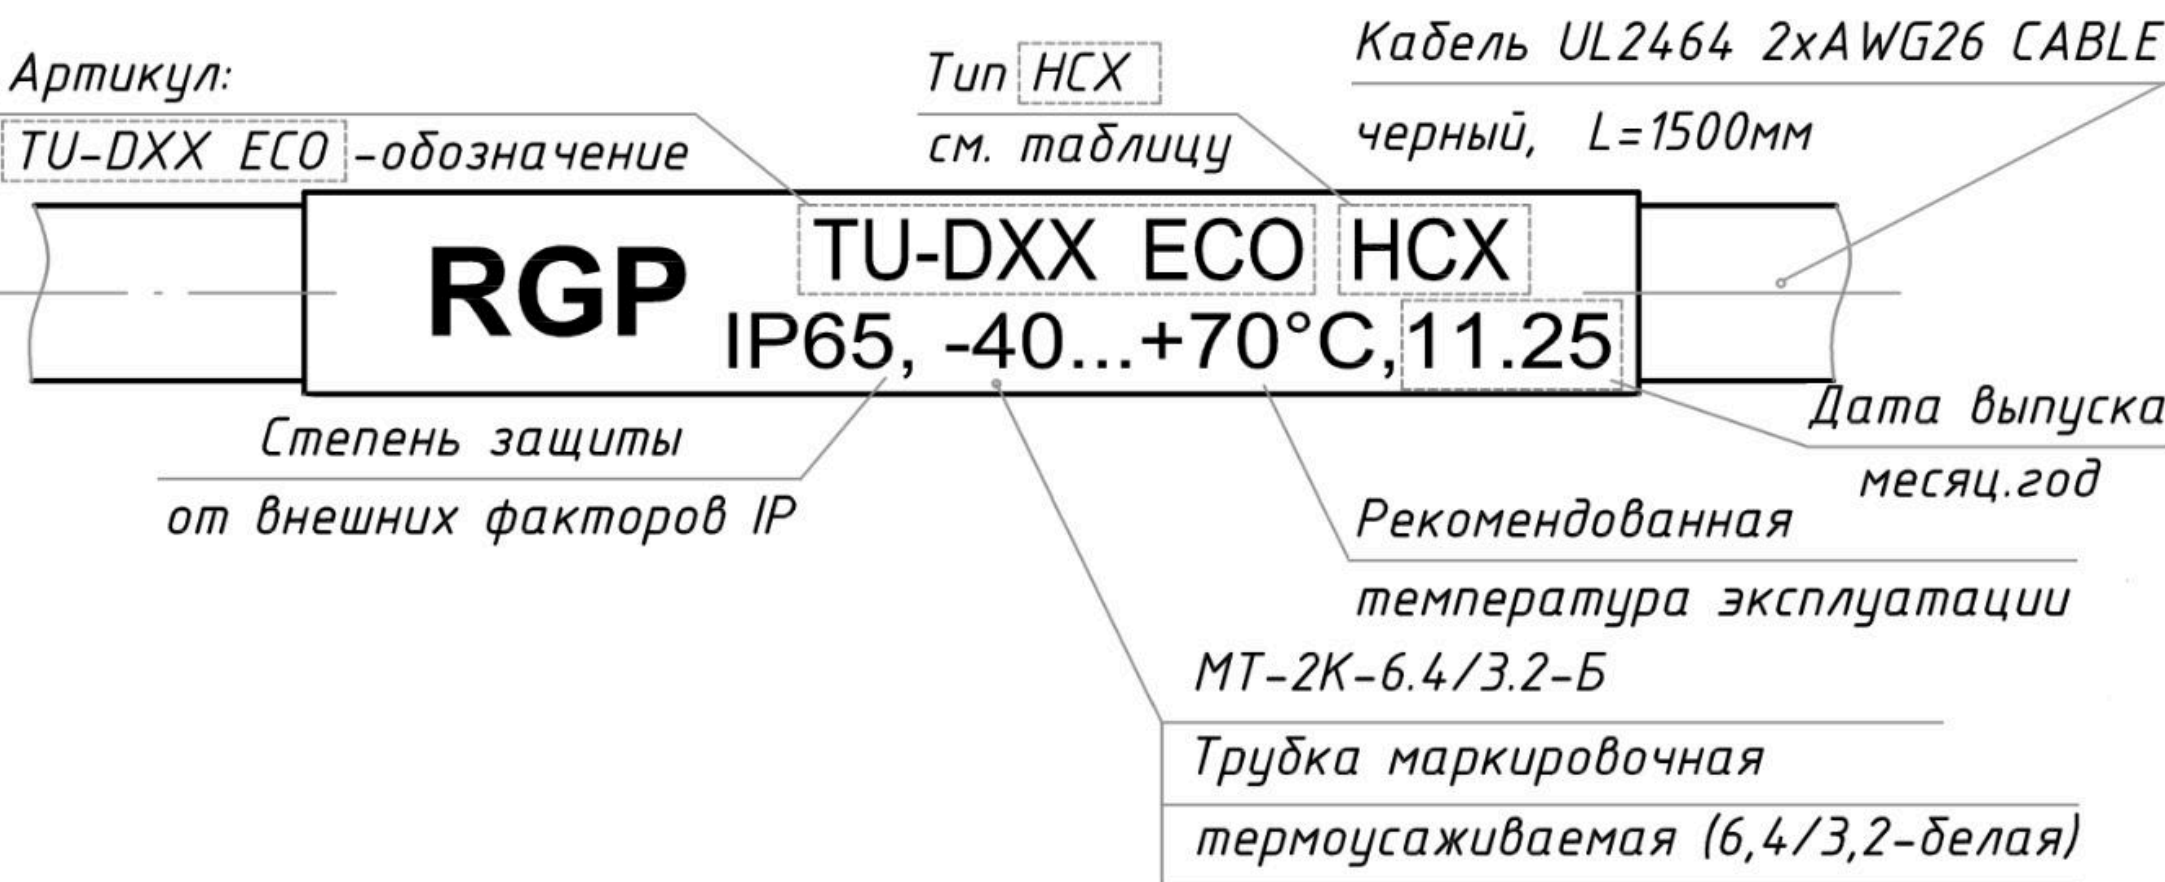 Артикул:
TU-DXX ECO -обозначение
Тип HCX
см. таблицу
Кабель UL2464 2xAWG26 CABLE
черный, L=1500мм
RGP
TU-DXX ECO HCX
IP65, -40...+70°C, 11.25
Степень защиты
от внешних факторов IP
Дата выпуска
месяц.год
Рекомендованная
температура эксплуатации
МТ-2К-6.4/3.2-Б
Трубка маркировочная
термоусаживаемая (6,4/3,2-белая)